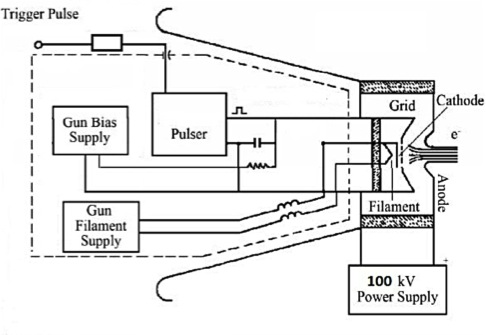 Trigger Pulse
Grid
Cathode
Gun Bias
Supply
Pulser
e-
Anode
Filament
Gun
Filament
Supply
+
100 kV
Power Supply